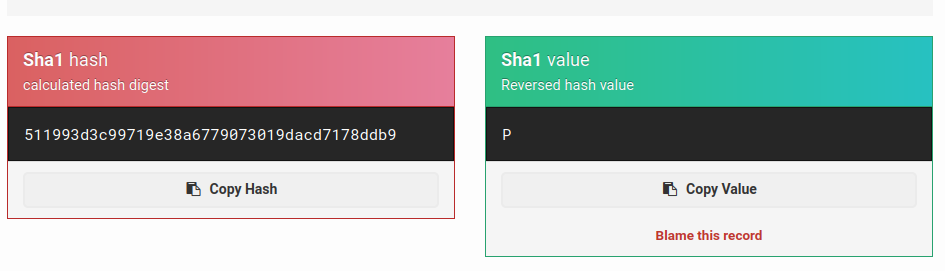 Sha1 hash
calculated hash digest
511993d3c99719e38a6779073019dacd7178ddb9
Copy Hash
Sha1 value
Reversed hash value
P
Copy Value
Blame this record